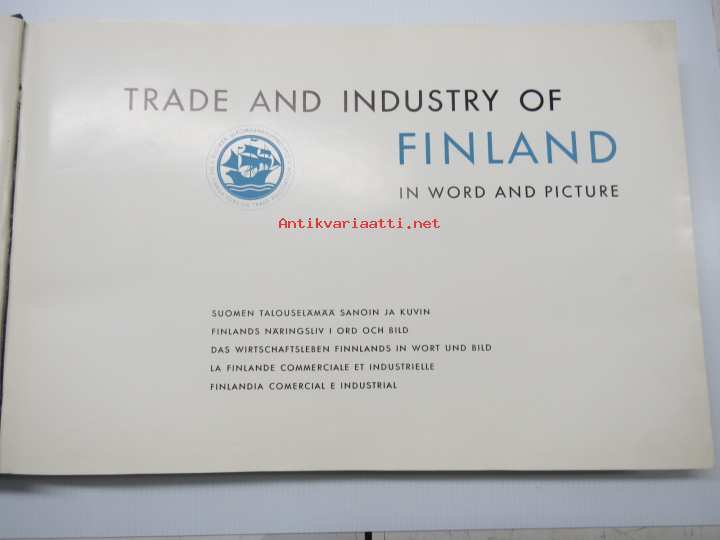 TRADE AND INDUSTRY OF
FINLAND
IN WORD AND PICTURE
Antikvariaatti.net
SUOMEN TALOUSELÄMÄÄ SANOIN JA KUVIN
FINLANDS NÄRINGSLIV I ORD OCH BILD
DAS WIRTSCHAFTSLEBEN FINNLANDS IN WORT UND BILD
LA FINLANDE COMMERCIALE ET INDUSTRIELLE
FINLANDIA COMERCIAL E INDUSTRIAL